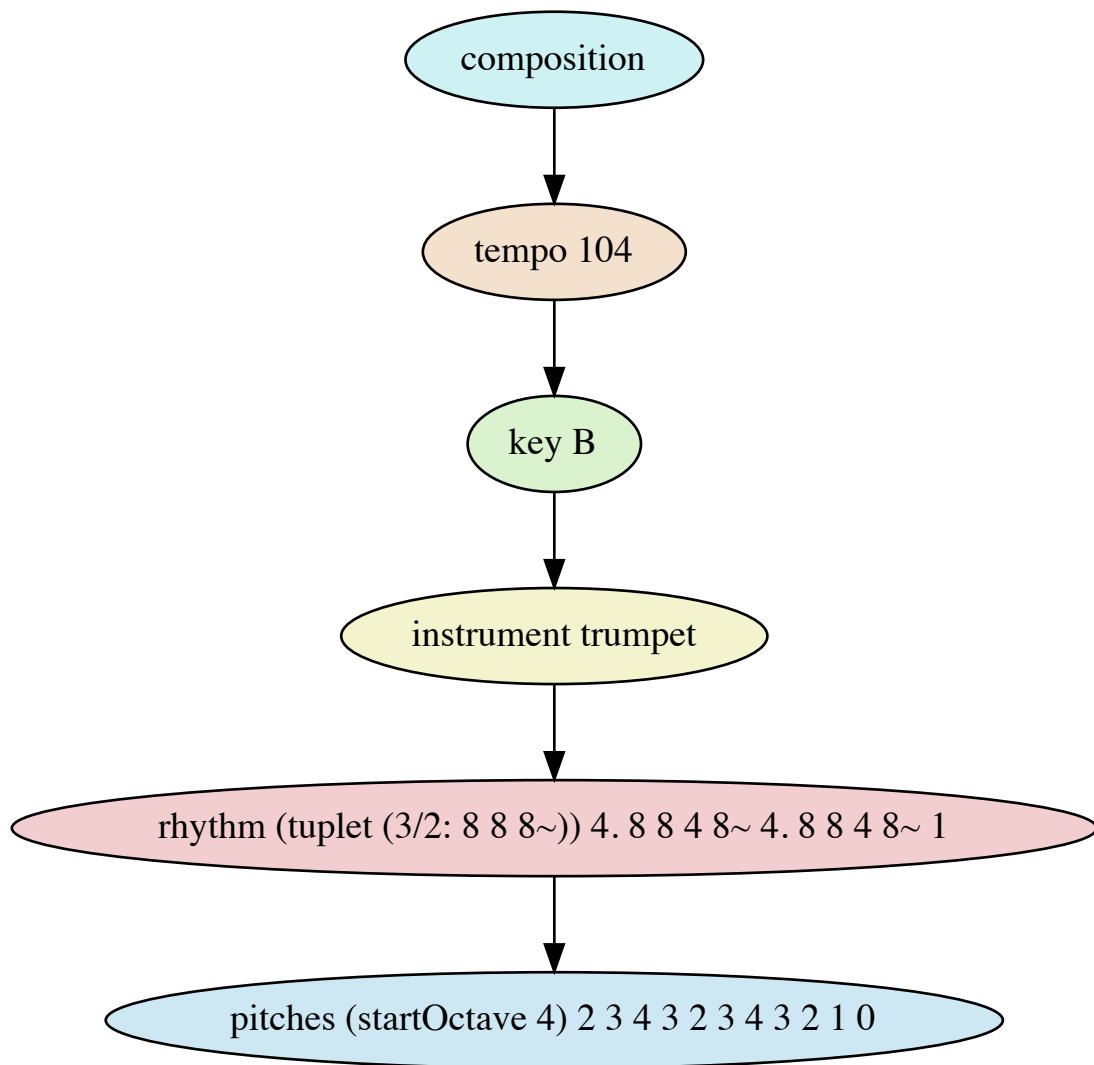 composition
tempo 104
key B
instrument trumpet
rhythm (tuplet (3/2: 8 8 8~)) 4. 8 8 4 8~ 4. 8 8 4 8~ 1
pitches (startOctave 4) 2 3 4 3 2 3 4 3 2 1 0